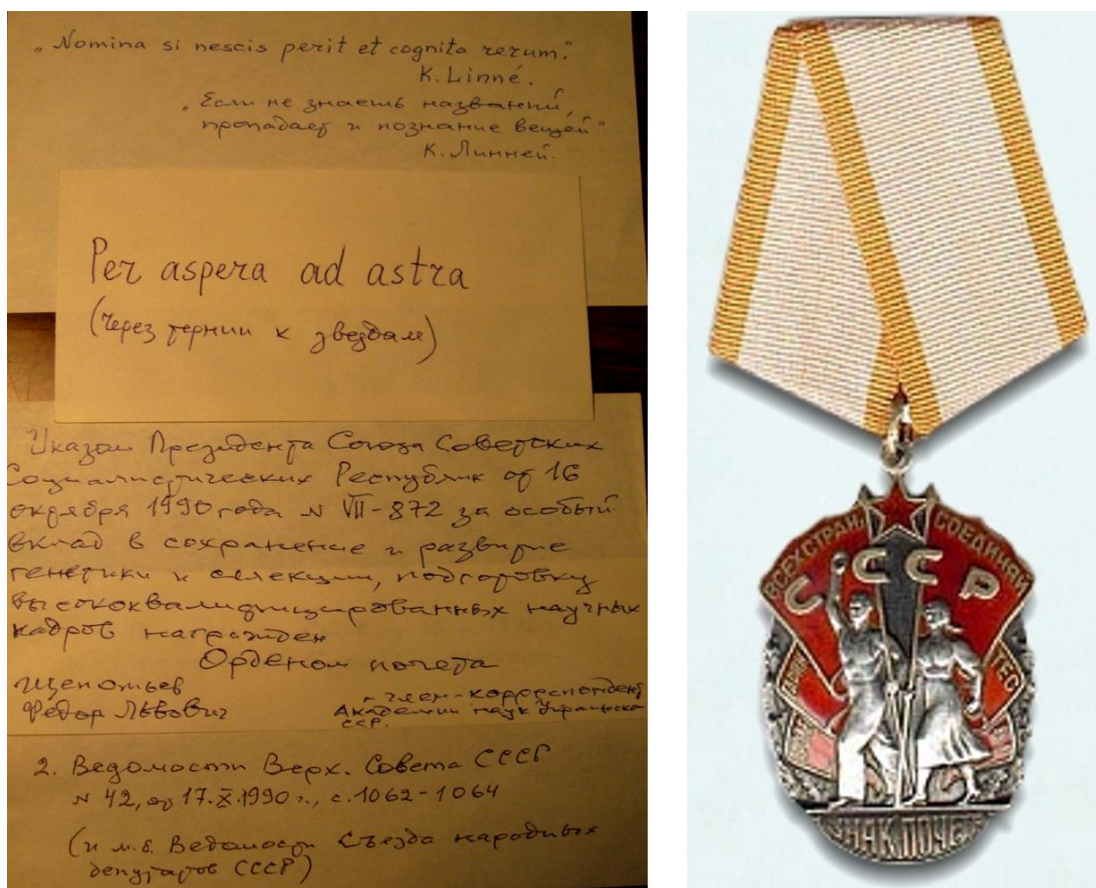 „Nomina si nescis perit et cognito rerum“.
K. Linné.
„Если не знаешь названий,
пропадает и познание вещей“
К. Линней.
Per aspera ad astra
(Через тернии к звездам)
Указом Президента Союза Советских
Социалистических Республик от 16
октября 1990 года N VII-872 за особый
вклад в сохранение и развитие
генетики и селекции, подготовку
высококвалифицированных научных
кадров награжден
Орденом почета
Щепотьев
Федор Львович
- член-корреспондент
Академии наук Украинской
ССР.
2. Ведомости Верх. Совета СССР
N 42, от 17.X.1990 г., с. 1062-1064
(и м.б. Ведомости Съезда народных
депутатов СССР)
ВСЕХ СТРАН, СОЕДИНЯЙ
СССР
ЗНАК ПОЧЕТА